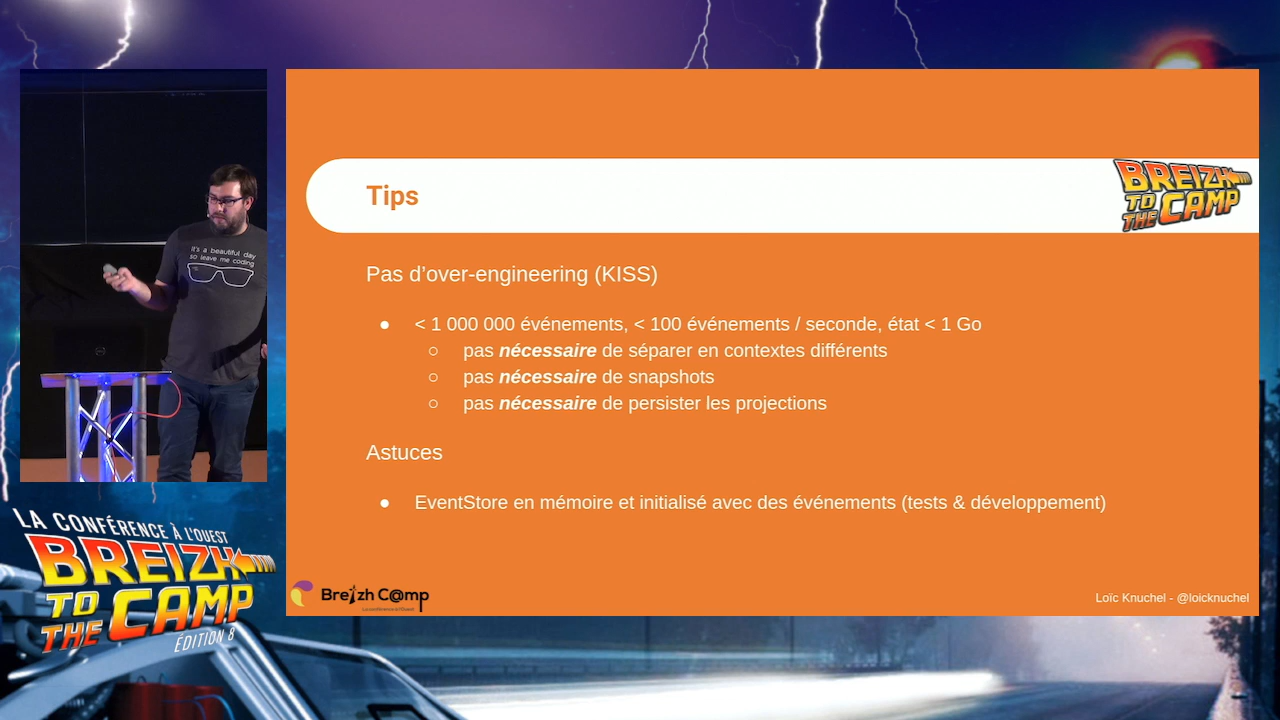 Tips
BREIZH
TO
THE CAMP
Pas d’over-engineering (KISS)
● < 1 000 000 événements, < 100 événements / seconde, état < 1 Go
○ pas nécessaire de séparer en contextes différents
○ pas nécessaire de snapshots
○ pas nécessaire de persister les projections
Astuces
● EventStore en mémoire et initialisé avec des événements (tests & développement)
Breizh C@mp
La conférence à l'Ouest
Loïc Knuchel - @loicknuchel
It's a beautiful day
so leave me coding
LA CONFÉRENCE À L'OUEST
BREIZH
TO
THE CAMP
ÉDITION 8